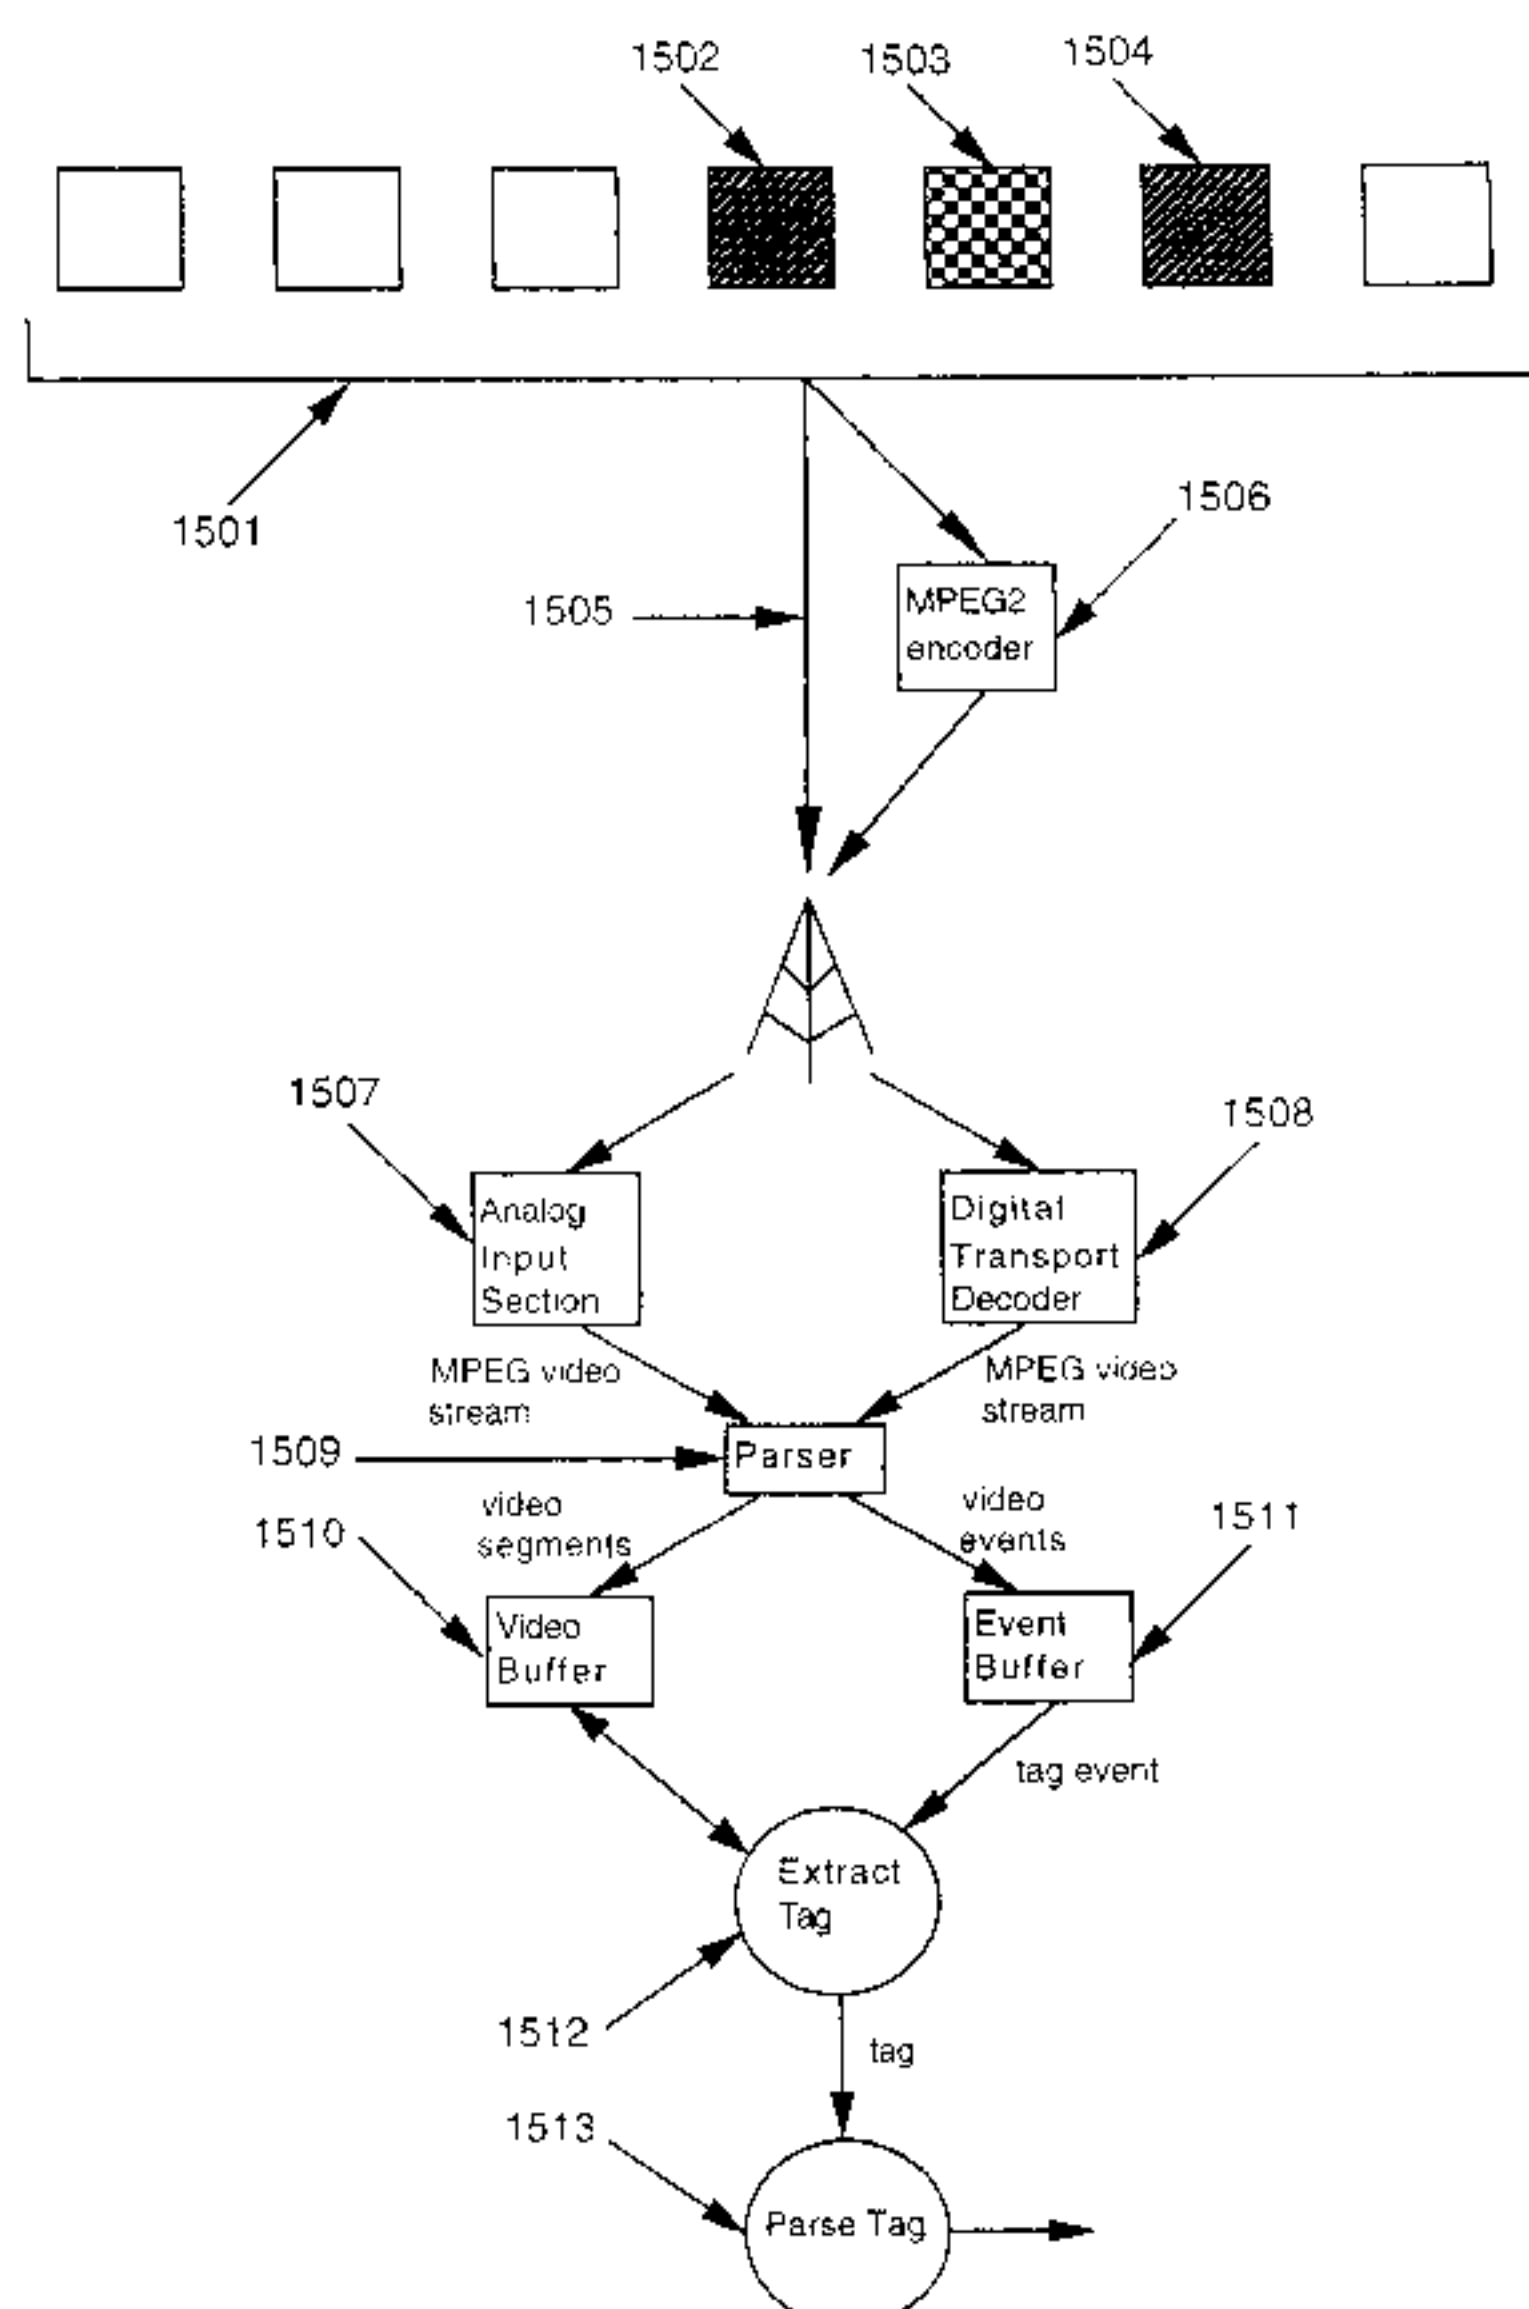 1502
1503
1504
1501
1506
1505
MPEG2
encoder
1507
1508
Analog
Input
Section
Digital
Transport
Decoder
MPEG video
stream
MPEG video
stream
1509
Parser
video
segments
video
events
1510
1511
Video
Buffer
Event
Buffer
tag event
Extract
Tag
1512
tag
1513
Parse Tag